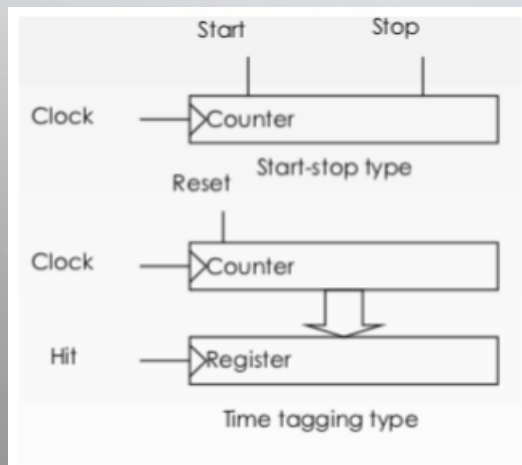 Start Stop
Clock Counter
Start-stop type
Reset
Clock Counter
Hit Register
Time tagging type